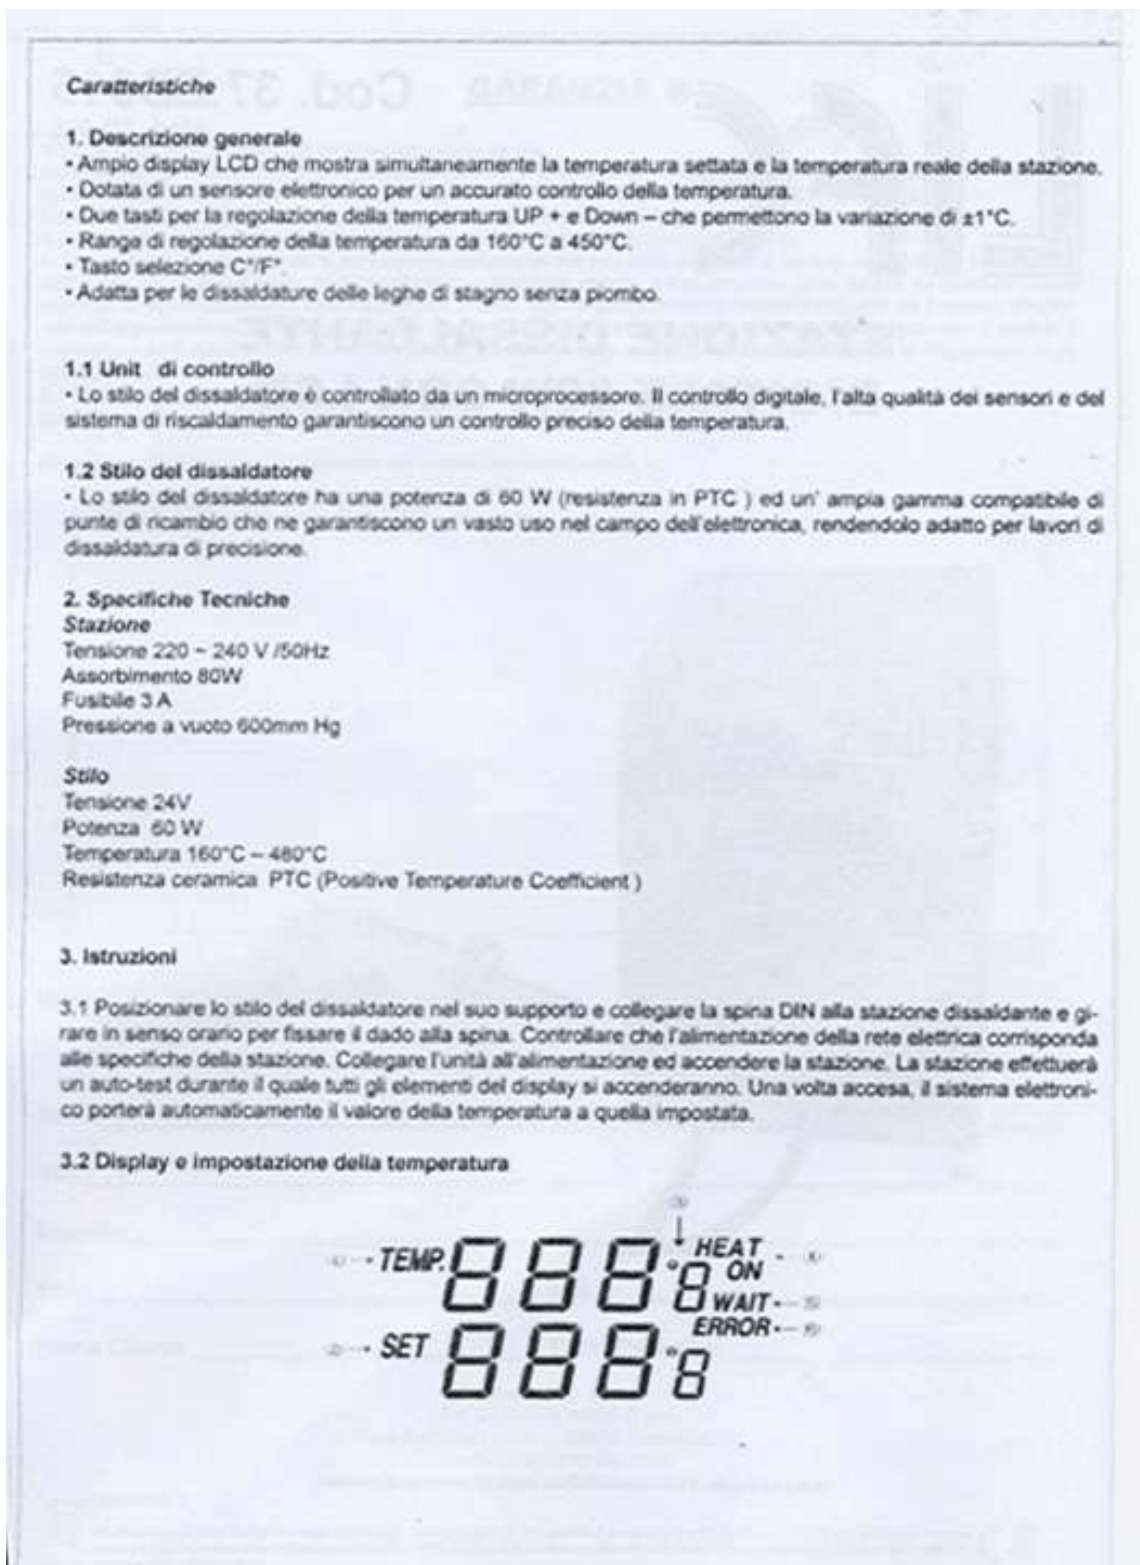 Caratteristiche
1. Descrizione generale
• Ampio display LCD che mostra simultaneamente la temperatura settata e la temperatura reale della stazione.
• Dotata di un sensore elettronico per un accurato controllo della temperatura.
• Due tasti per la regolazione della temperatura UP + e Down – che permettono la variazione di ±1°C.
• Range di regolazione della temperatura da 160°C a 450°C.
• Tasto selezione C°/F°.
• Adatta per le dissaldature delle leghe di stagno senza piombo.
1.1 Unit di controllo
• Lo stilo del dissaldatore è controllato da un microprocessore. Il controllo digitale, l'alta qualità dei sensori e del
sistema di riscaldamento garantiscono un controllo preciso della temperatura.
1.2 Stilo del dissaldatore
• Lo stilo del dissaldatore ha una potenza di 60 W (resistenza in PTC ) ed un' ampia gamma compatibile di
punte di ricambio che ne garantiscono un vasto uso nel campo dell'elettronica, rendendolo adatto per lavori di
dissaldatura di precisione.
2. Specifiche Tecniche
Stazione
Tensione 220 ~ 240 V /50Hz
Assorbimento 80W
Fusibile 3 A
Pressione a vuoto 600mm Hg
Stilo
Tensione 24V
Potenza 60 W
Temperatura 160°C – 480°C
Resistenza ceramica PTC (Positive Temperature Coefficient )
3. Istruzioni
3.1 Posizionare lo stilo del dissaldatore nel suo supporto e collegare la spina DIN alla stazione dissaldante e gi-
rare in senso orario per fissare il dado alla spina. Controllare che l'alimentazione della rete elettrica corrisponda
alle specifiche della stazione. Collegare l'unità all'alimentazione ed accendere la stazione. La stazione effettuerà
un auto-test durante il quale tutti gli elementi del display si accenderanno. Una volta accesa, il sistema elettroni-
co porterà automaticamente il valore della temperatura a quella impostata.
3.2 Display e impostazione della temperatura
TEMP. 888°8 HEAT
ON
WAIT
ERROR
SET 888°8